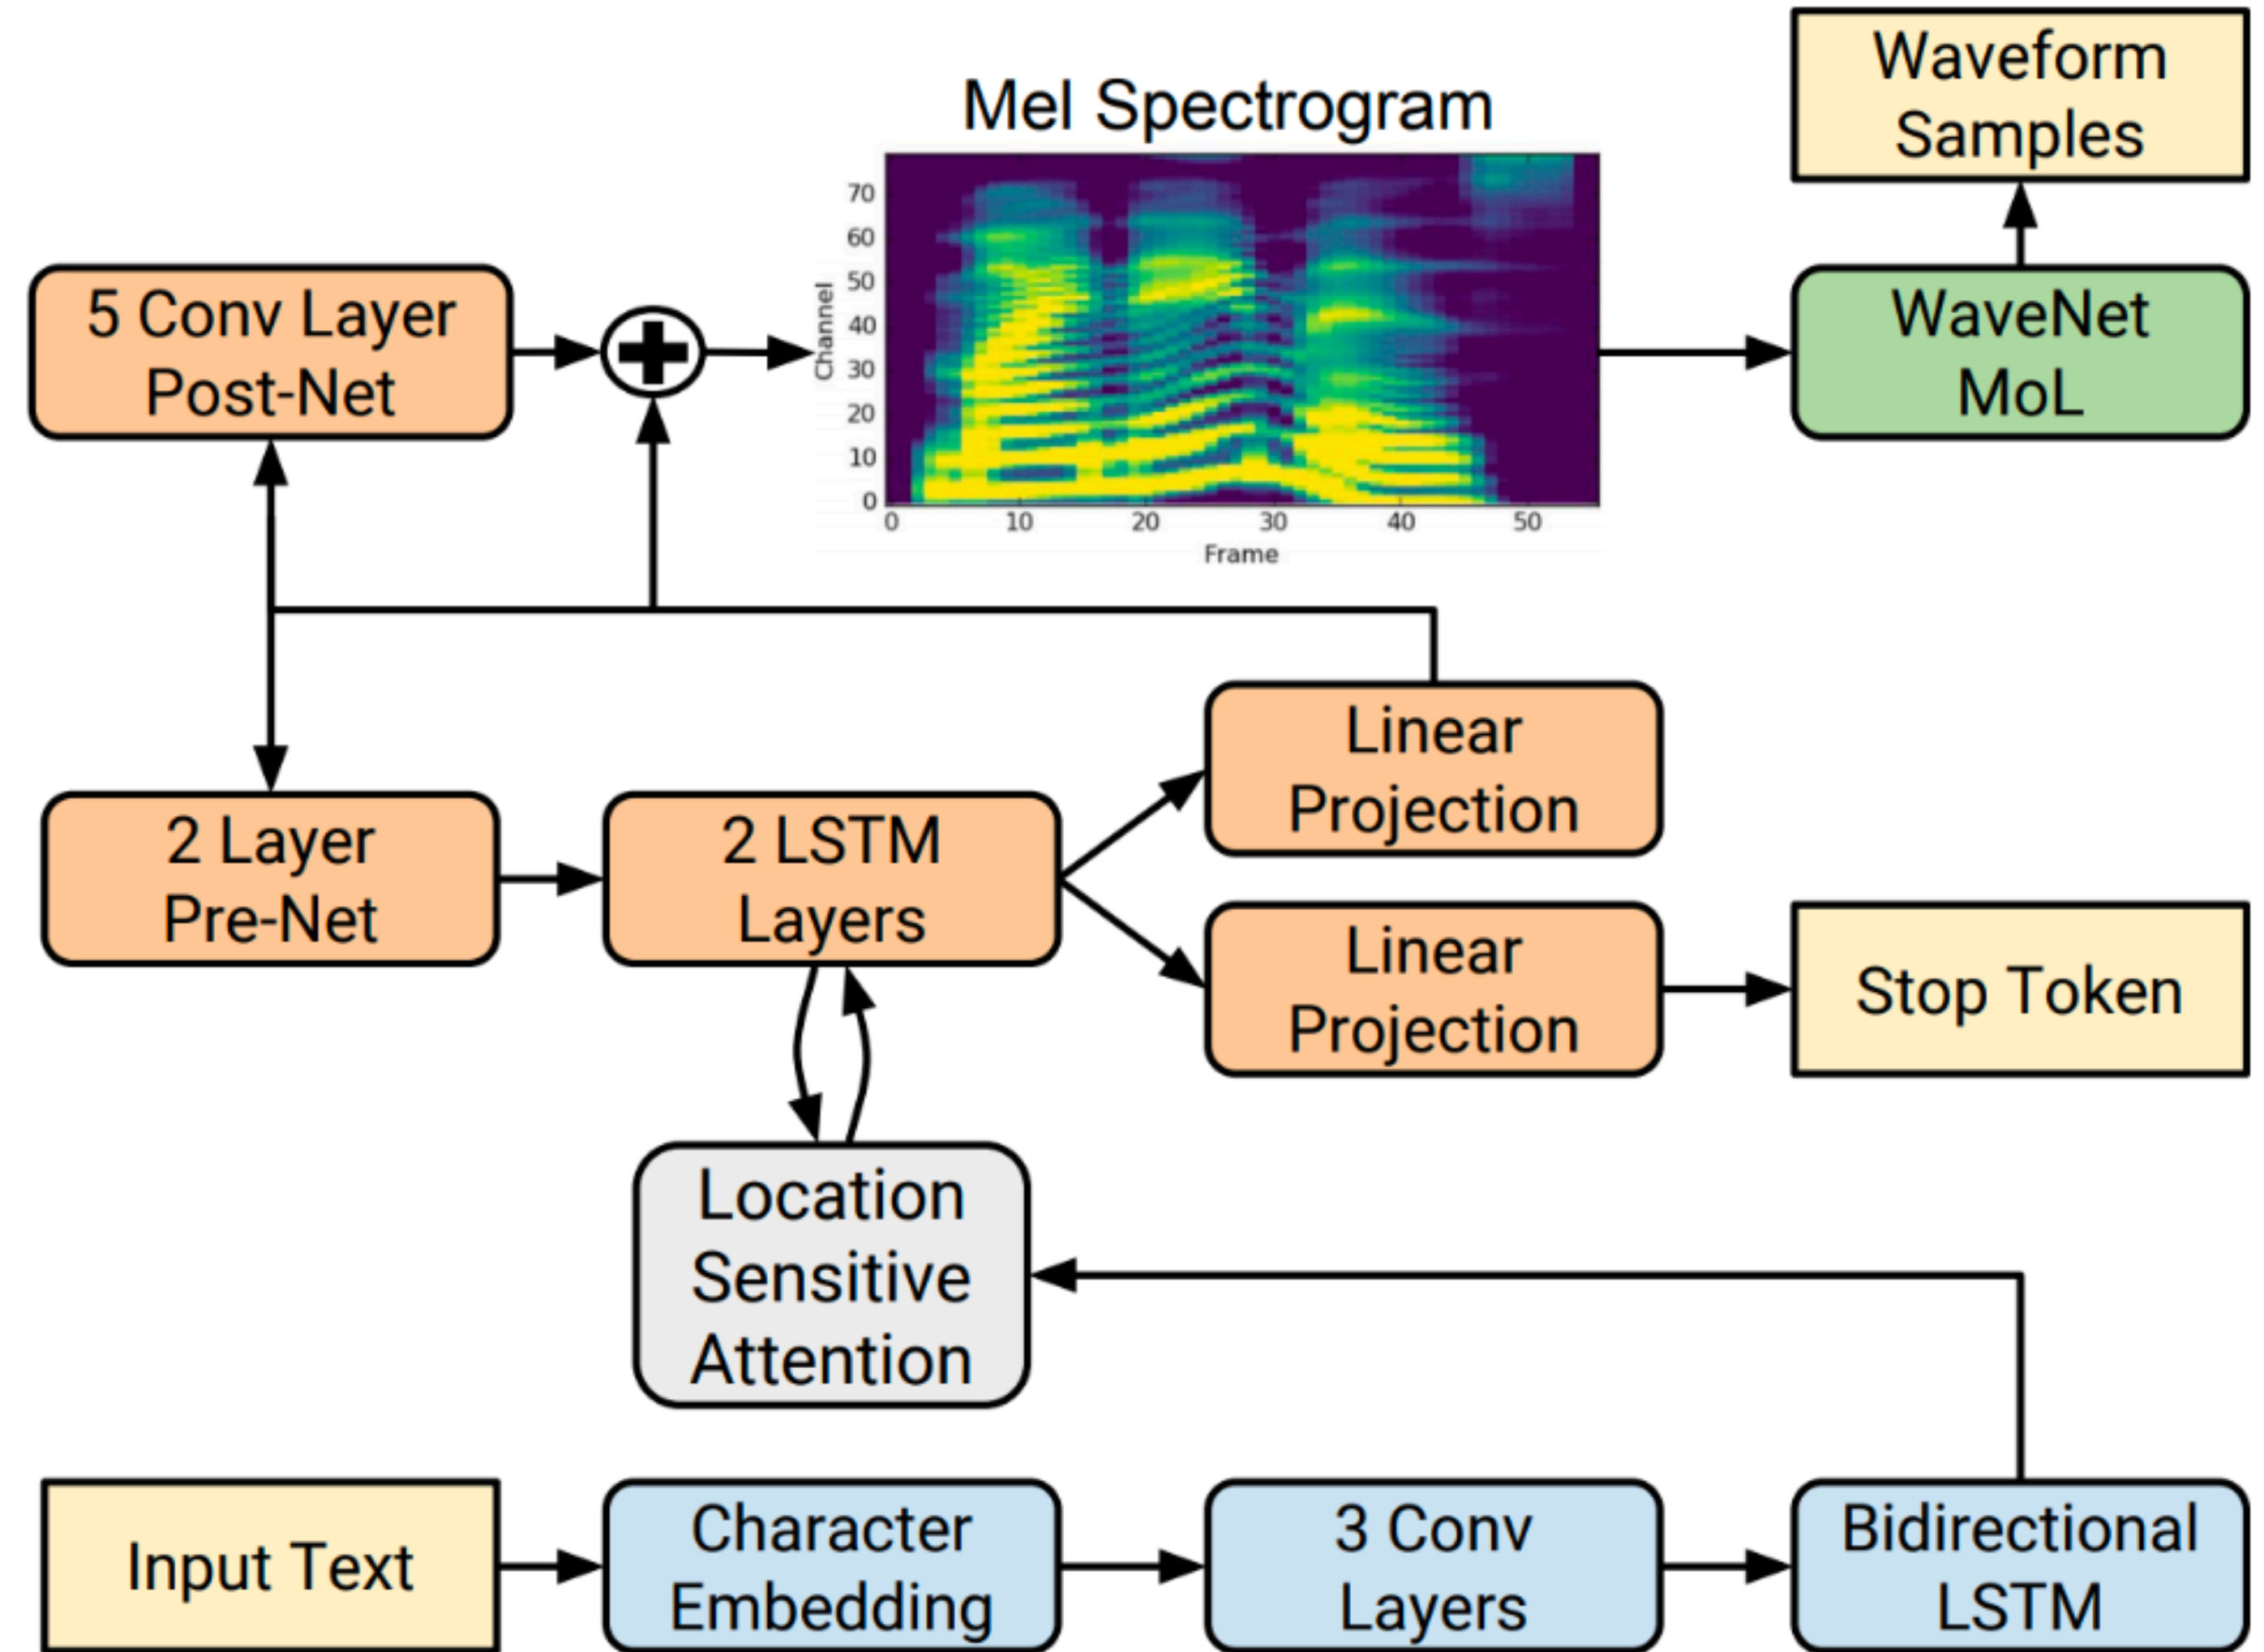 Waveform
Samples
Mel Spectrogram
70
60
50
40
30
20
10
0
Channel
0 10 20 30 40 50
Frame
5 Conv Layer
Post-Net
WaveNet
MoL
Linear
Projection
2 Layer
Pre-Net
2 LSTM
Layers
Linear
Projection
Stop Token
Location
Sensitive
Attention
Input Text
Character
Embedding
3 Conv
Layers
Bidirectional
LSTM